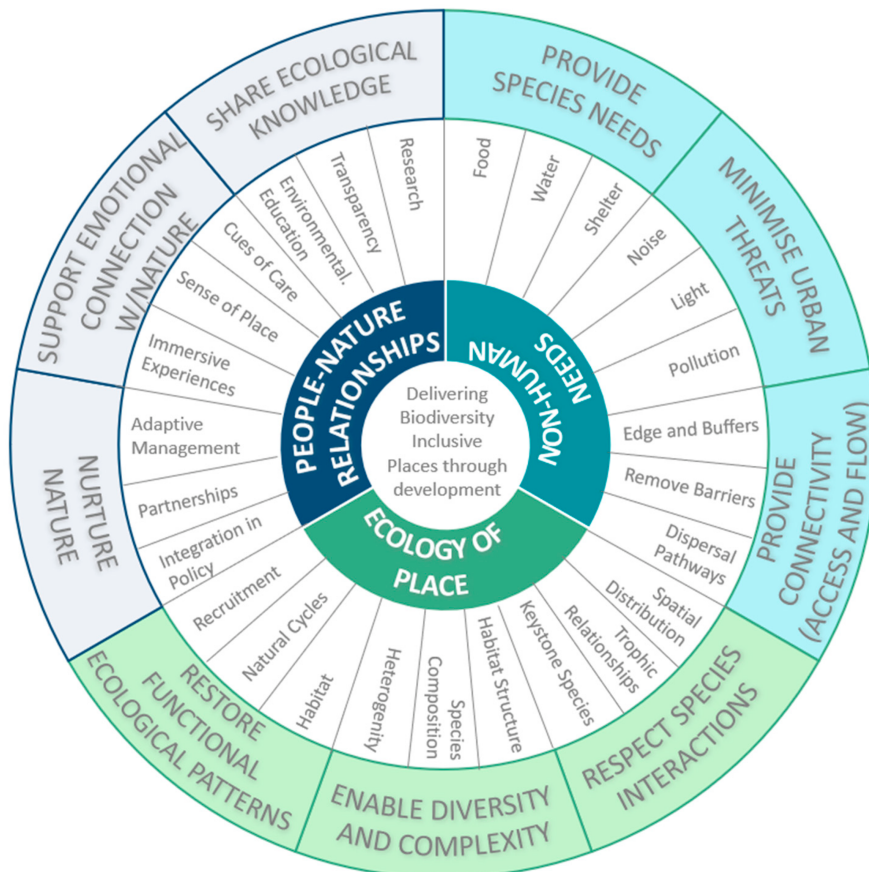 SHARE ECOLOGICAL
KNOWLEDGE
PROVIDE
SPECIES NEEDS
MINIMISE URBAN
THREATS
PROVIDE
CONNECTIVITY
(ACCESS AND FLOW)
RESPECT SPECIES
INTERACTIONS
ENABLE DIVERSITY
AND COMPLEXITY
RESTORE
FUNCTIONAL
ECOLOGICAL PATTERNS
NURTURE
NATURE
SUPPORT EMOTIONAL
CONNECTION
W/NATURE
Food
Water
Shelter
Noise
Light
Pollution
Edge and Buffers
Remove Barriers
Dispersal
Pathways
Spatial
Distribution
Trophic
Relationships
Keystone Species
Habitat Structure
Species
Composition
Heterogenity
Habitat
Natural Cycles
Recruitment
Integration in
Policy
Partnerships
Adaptive
Management
Immersive
Experiences
Sense of Place
Cues of Care
Environmental.
Education
Transparency
Research
PEOPLE-NATURE
RELATIONSHIPS
NON-HUMAN
NEEDS
ECOLOGY OF
PLACE
Delivering
Biodiversity
Inclusive
Places through
development